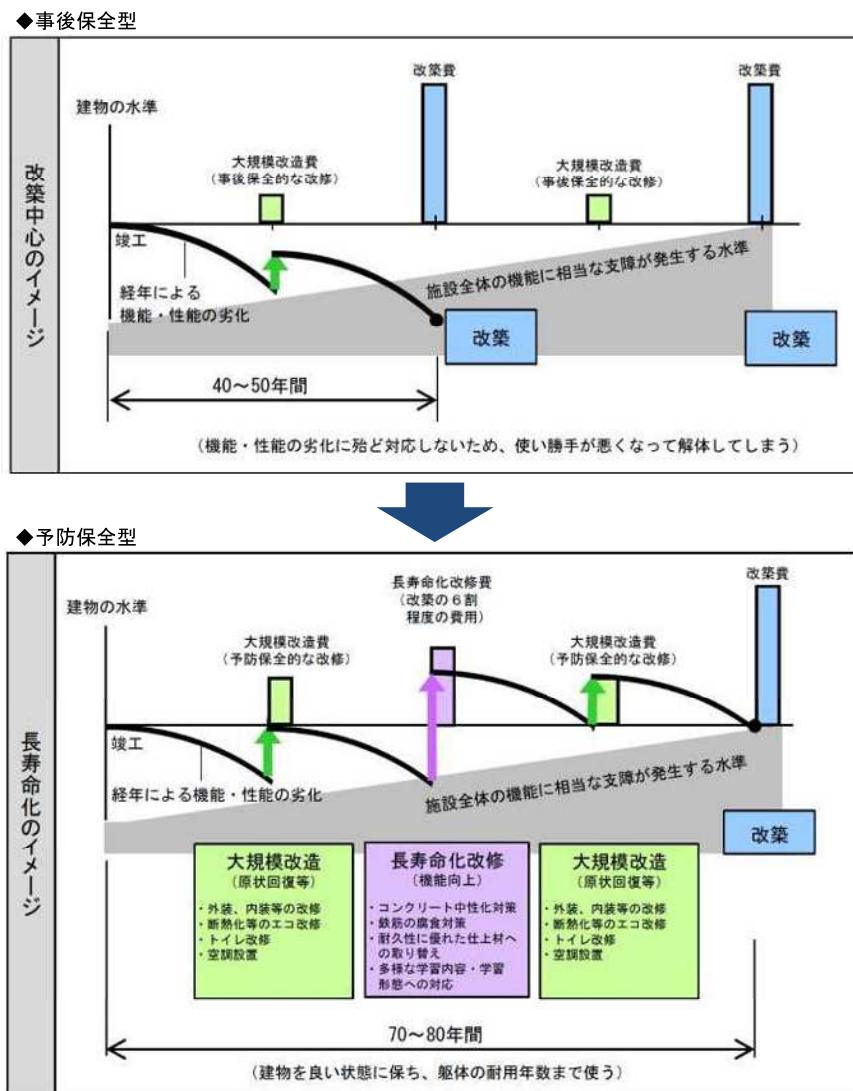 ◆事後保全型
改築中心のイメージ
建物の水準
改築費
改築費
大規模改造費
(事後保全的な改修)
大規模改造費
(事後保全的な改修)
竣工
経年による
機能・性能の劣化
施設全体の機能に相当な支障が発生する水準
改築
改築
40～50年間
(機能・性能の劣化に殆ど対応しないため、使い勝手が悪くなって解体してしまう)
◆予防保全型
長寿命化のイメージ
建物の水準
長寿命化改修費
(改築の６割
程度の費用)
改築費
大規模改造費
(予防保全的な改修)
大規模改造費
(予防保全的な改修)
竣工
経年による機能・性能の劣化
施設全体の機能に相当な支障が発生する水準
改築
大規模改造
(原状回復等)
・外装、内装等の改修
・断熱化等のエコ改修
・トイレ改修
・空調設置
長寿命化改修
(機能向上)
・コンクリート中性化対策
・鉄筋の腐食対策
・耐久性に優れた仕上材へ
の取り替え
・多様な学習内容・学習
形態への対応
大規模改造
(原状回復等)
・外装、内装等の改修
・断熱化等のエコ改修
・トイレ改修
・空調設置
70～80年間
(建物を良い状態に保ち、躯体の耐用年数まで使う)